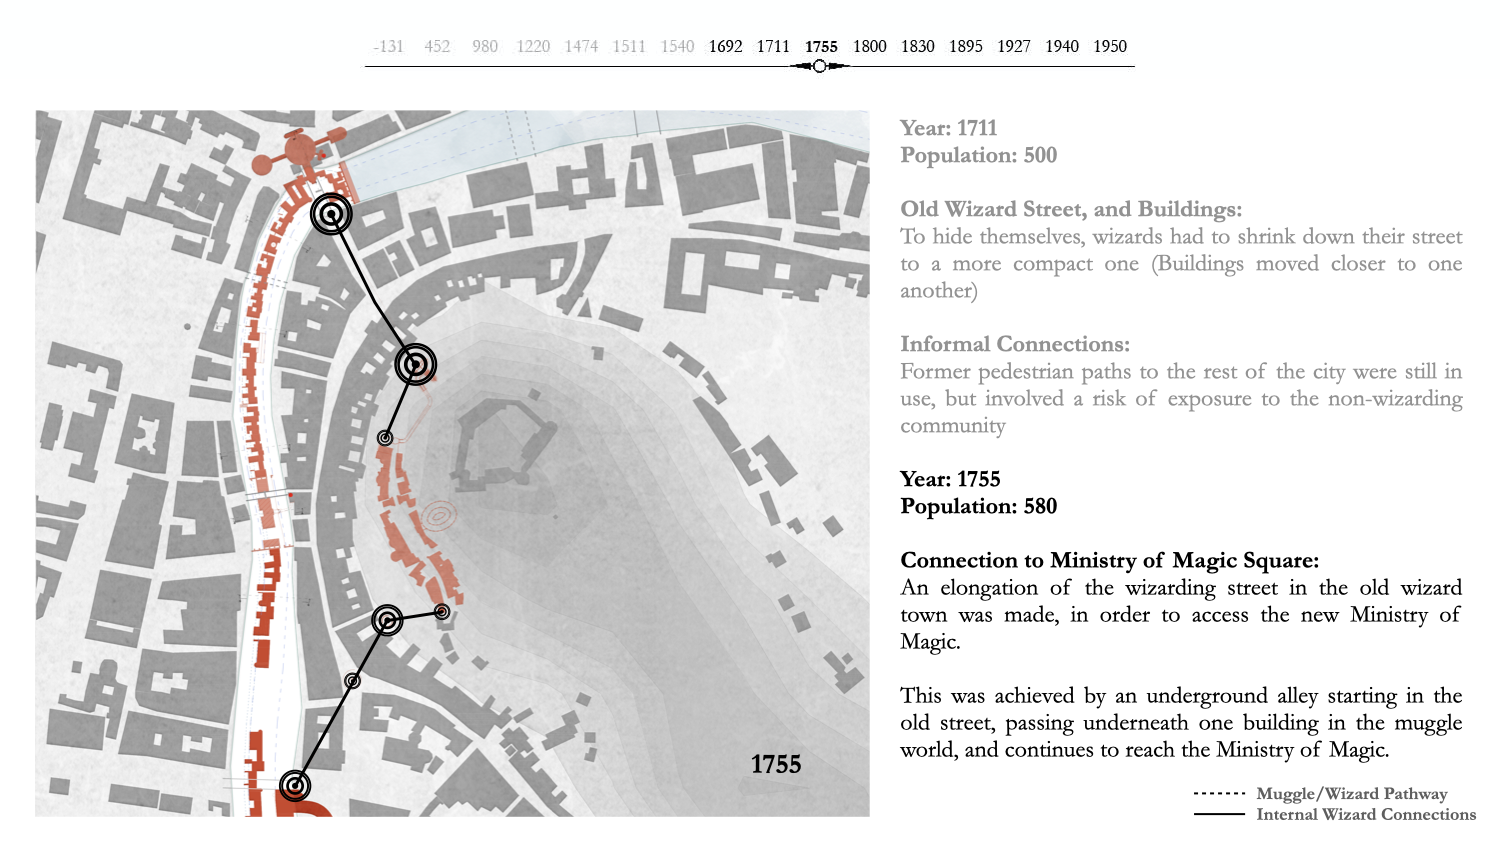 -131 452 980 1220 1474 1511 1540 1692 1711 1755 1800 1830 1895 1927 1940 1950
Year: 1711
Population: 500
Old Wizard Street, and Buildings:
To hide themselves, wizards had to shrink down their street
to a more compact one (Buildings moved closer to one
another)
Informal Connections:
Former pedestrian paths to the rest of the city were still in
use, but involved a risk of exposure to the non-wizarding
community
Year: 1755
Population: 580
Connection to Ministry of Magic Square:
An elongation of the wizarding street in the old wizard
town was made, in order to access the new Ministry of
Magic.
This was achieved by an underground alley starting in the
old street, passing underneath one building in the muggle
world, and continues to reach the Ministry of Magic.
1755
Muggle/Wizard Pathway
Internal Wizard Connections